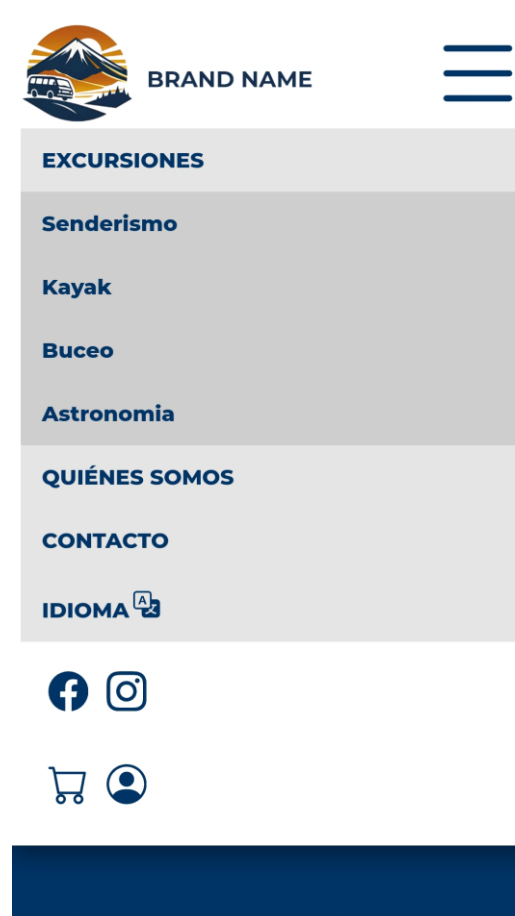 BRAND NAME
EXCURSIONES
Senderismo
Kayak
Buceo
Astronomia
QUIÉNES SOMOS
CONTACTO
IDIOMA A